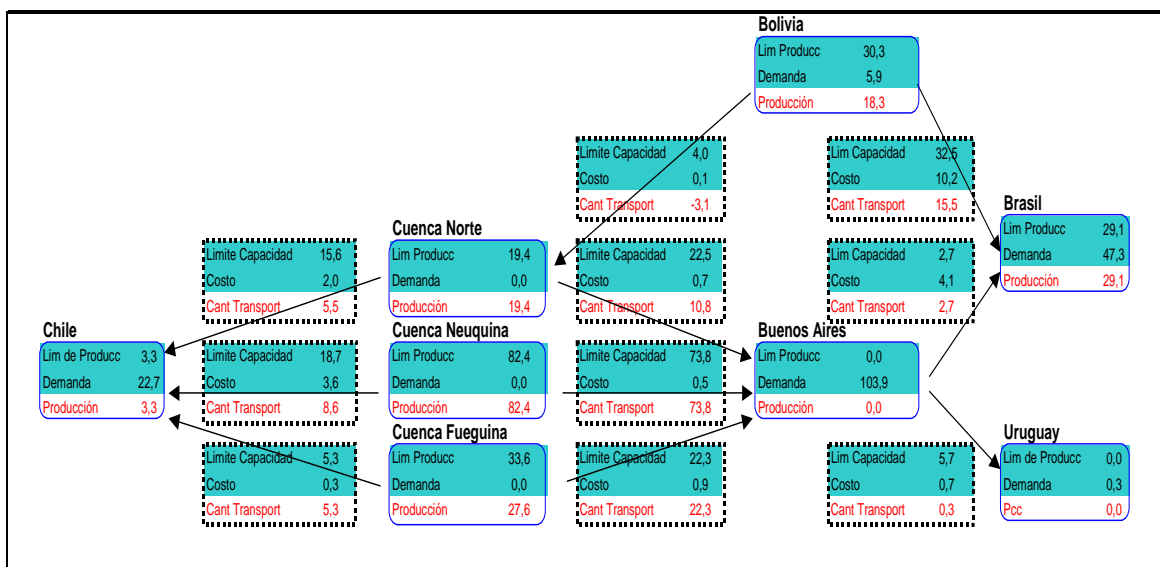 Bolivia
Lim Producc 30,3
Demanda 5,9
Producción 18,3
Limite Capacidad 4,0
Costo 0,1
Cant Transport -3,1
Lim Capacidad 32,5
Costo 10,2
Cant Transport 15,5
Brasil
Lim Producc 29,1
Demanda 47,3
Producción 29,1
Cuenca Norte
Lim Producc 19,4
Demanda 0,0
Producción 19,4
Limite Capacidad 15,6
Costo 2,0
Cant Transport 5,5
Limite Capacidad 22,5
Costo 0,7
Cant Transport 10,8
Lim Capacidad 2,7
Costo 4,1
Cant Transport 2,7
Chile
Lim de Producc 3,3
Demanda 22,7
Producción 3,3
Limite Capacidad 18,7
Costo 3,6
Cant Transport 8,6
Cuenca Neuquina
Lim Producc 82,4
Demanda 0,0
Producción 82,4
Limite Capacidad 73,8
Costo 0,5
Cant Transport 73,8
Buenos Aires
Lim Producc 0,0
Demanda 103,9
Producción 0,0
Cuenca Fueguina
Lim Producc 33,6
Demanda 0,0
Producción 27,6
Limite Capacidad 5,3
Costo 0,3
Cant Transport 5,3
Limite Capacidad 22,3
Costo 0,9
Cant Transport 22,3
Lim Capacidad 5,7
Costo 0,7
Cant Transport 0,3
Uruguay
Lim de Producc 0,0
Demanda 0,3
Pcc 0,0